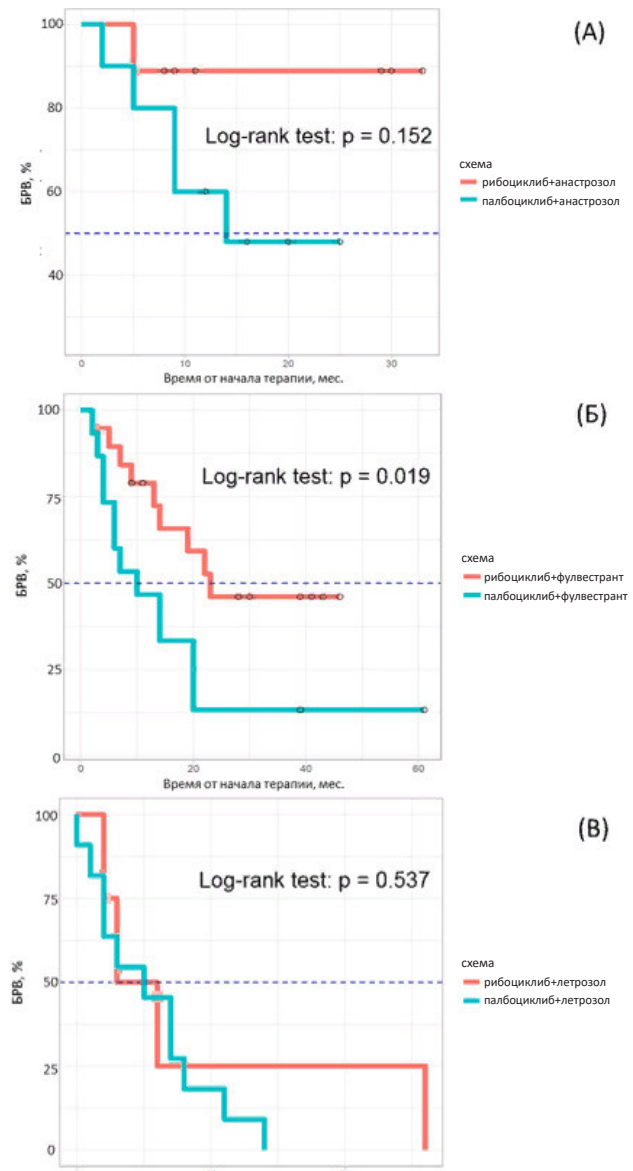 (А)
100
80
60
40
БРВ, %
Log-rank test: p = 0.152
схема
рибоциклиб+анастрозол
палбоциклиб+анастрозол
0 10 20 30
Время от начала терапии, мес.
(Б)
100
75
50
25
0
БРВ, %
Log-rank test: p = 0.019
схема
рибоциклиб+фулвестрант
палбоциклиб+фулвестрант
0 20 40 60
Время от начала терапии, мес.
(В)
100
75
50
25
0
БРВ, %
Log-rank test: p = 0.537
схема
рибоциклиб+летрозол
палбоциклиб+летрозол